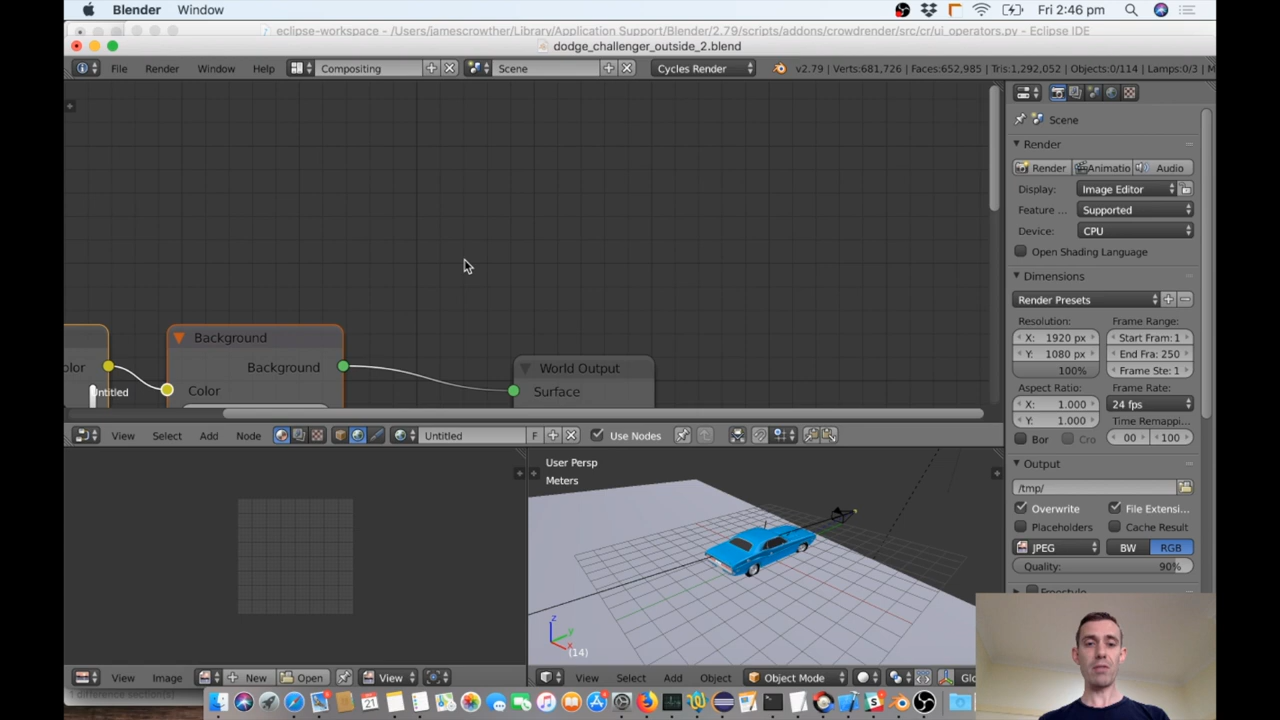 Blender Window Fri 2:46 pm
eclipse-workspace - /Users/jamescrowther/Library/Application Support/Blender/2.79/scripts/addons/crowdrender/src/cr/ui_operators.py - Eclipse IDE
dodge_challenger_outside_2.blend
File Render Window Help Compositing Scene Cycles Render v2.79 | Verts:681,726 | Faces:652,985 | Tris:1,292,052 | Objects:0/114 | Lamps:0/3 | M
Scene
Render
Render Animatio Audio
Display: Image Editor
Feature ... Supported
Device: CPU
Open Shading Language
Dimensions
Render Presets
Resolution: Frame Range:
X: 1920 px Start Fram: 1
Y: 1080 px End Fra: 250
100% Frame Ste: 1
Aspect Ratio: Frame Rate:
X: 1.000 24 fps
Y: 1.000 Time Remappi...
Bor Cro 00 100
Output
/tmp/
Overwrite File Extensi...
Placeholders Cache Result
JPEG BW RGB
Quality: 90%
Background
Background
olor
Color
Untitled
World Output
Surface
View Select Add Node Untitled F Use Nodes
User Persp
Meters
(14)
z
y
x
View Image New Open View
View Select Add Object Object Mode Glo
21